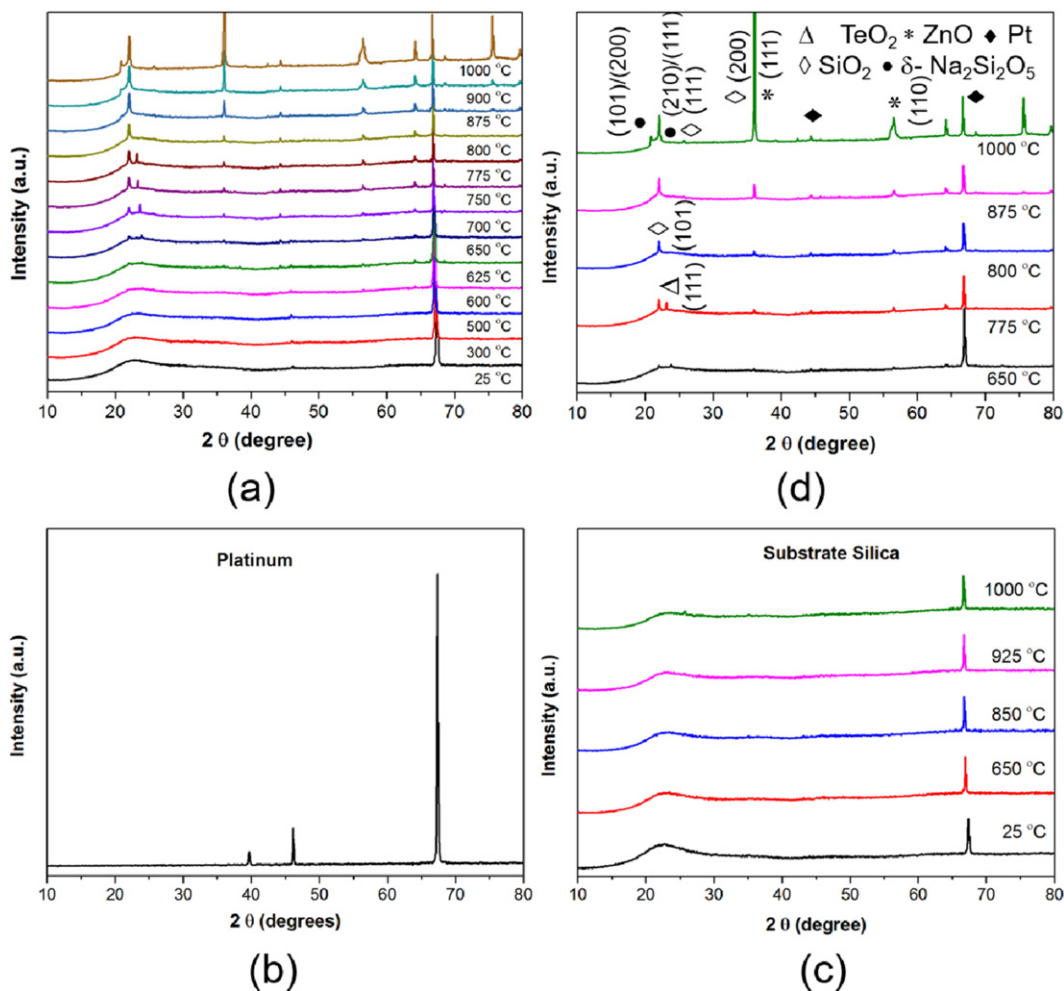 Intensity (a.u.)
1000 °C
900 °C
875 °C
800 °C
775 °C
750 °C
700 °C
650 °C
625 °C
600 °C
500 °C
300 °C
25 °C
10 20 30 40 50 60 70 80
2 θ (degree)
(a)
Intensity (a.u.)
Δ TeO₂ * ZnO ◆ Pt
◇ SiO₂ ● δ- Na₂Si₂O₅
(101)/(200)
(210)/(111)
(111)
(200)
(111)
(110)
1000 °C
875 °C
(101)
800 °C
(111)
775 °C
650 °C
10 20 30 40 50 60 70 80
2 θ (degree)
(d)
Platinum
Intensity (a.u.)
10 20 30 40 50 60 70 80
2 θ (degrees)
(b)
Substrate Silica
Intensity (a.u.)
1000 °C
925 °C
850 °C
650 °C
25 °C
10 20 30 40 50 60 70 80
2 θ (degree)
(c)